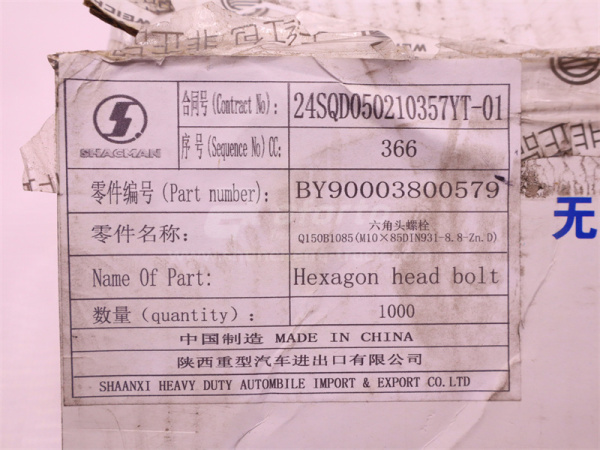 WEICH
SHACMAN
合同号(Contract No): 24SQD050210357YT-01
序号(Sequence No)CC: 366
零件编号(Part number): BY90003800579
零件名称: 六角头螺栓
Q150B1085(M10×85DIN931-8.8-Zn.D)
Name Of Part: Hexagon head bolt
数量(quantity): 1000
中国制造 MADE IN CHINA
陕西重型汽车进出口有限公司
SHAANXI HEAVY DUTY AUTOMBILE IMPORT & EXPORT CO.LTD
无